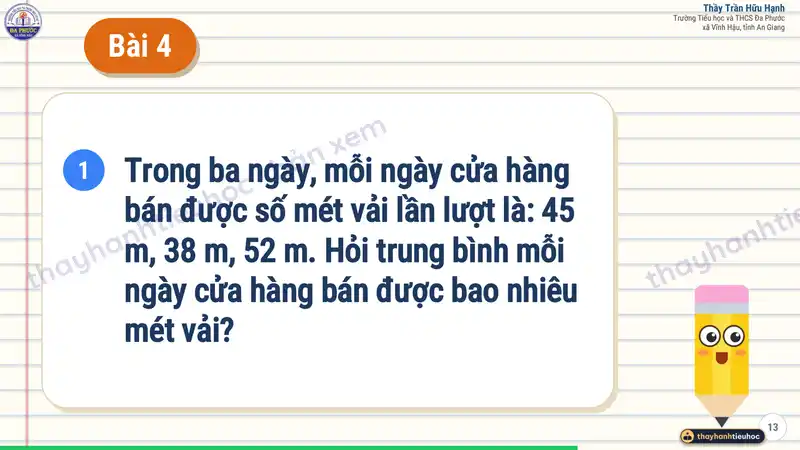 Thầy Trần Hữu Hạnh
Trường Tiểu học và THCS Đa Phước
xã Vĩnh Hậu, tỉnh An Giang
ĐA PHƯỚC
Bài 4
1
Trong ba ngày, mỗi ngày cửa hàng
bán được số mét vải lần lượt là: 45
m, 38 m, 52 m. Hỏi trung bình mỗi
ngày cửa hàng bán được bao nhiêu
mét vải?
thayhanhtieuhoc
13